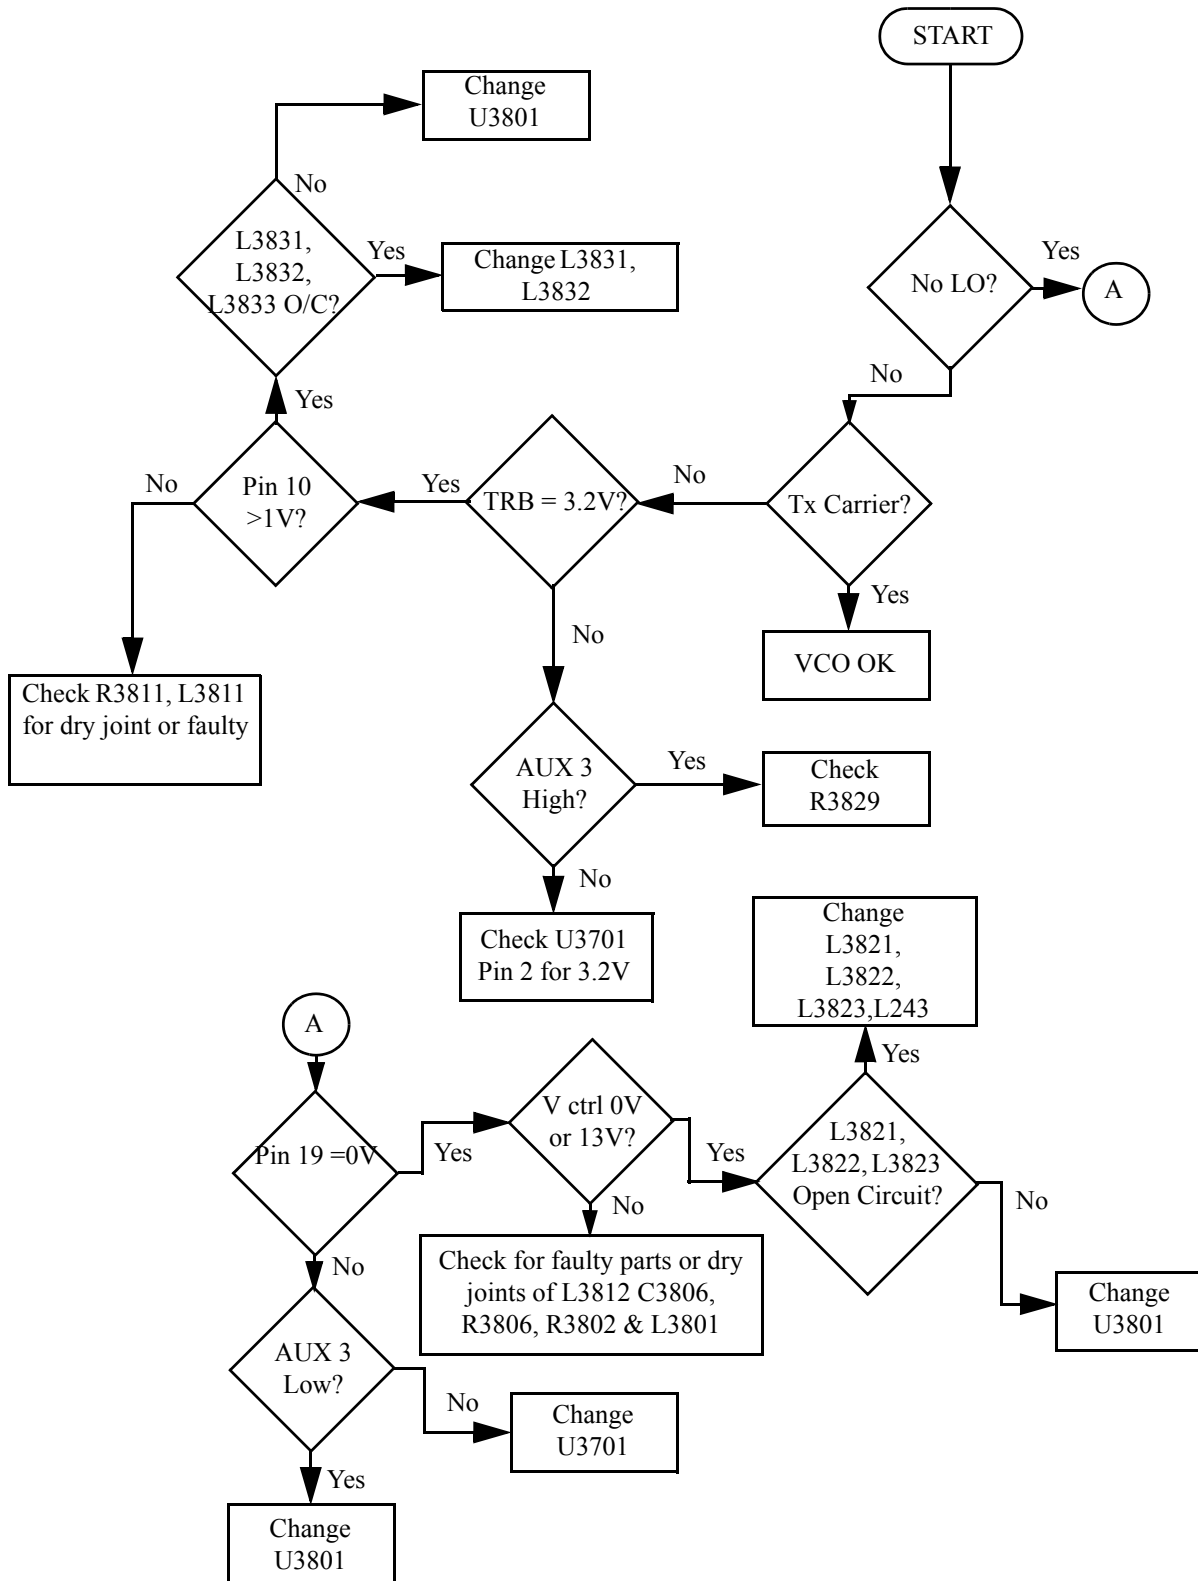 START
Change
U3801
No
L3831,
L3832,
L3833 O/C?
Yes
Change L3831,
L3832
No LO?
Yes
A
No
Yes
Pin 10
>1V?
No
Yes
TRB = 3.2V?
No
Tx Carrier?
Yes
VCO OK
No
Check R3811, L3811
for dry joint or faulty
AUX 3
High?
Yes
Check
R3829
No
Check U3701
Pin 2 for 3.2V
Change
L3821,
L3822,
L3823,L243
A
Yes
Pin 19 =0V
Yes
V ctrl 0V
or 13V?
Yes
L3821,
L3822, L3823
Open Circuit?
No
No
Check for faulty parts or dry
joints of L3812 C3806,
R3806, R3802 & L3801
No
Change
U3801
AUX 3
Low?
No
Change
U3701
Yes
Change
U3801